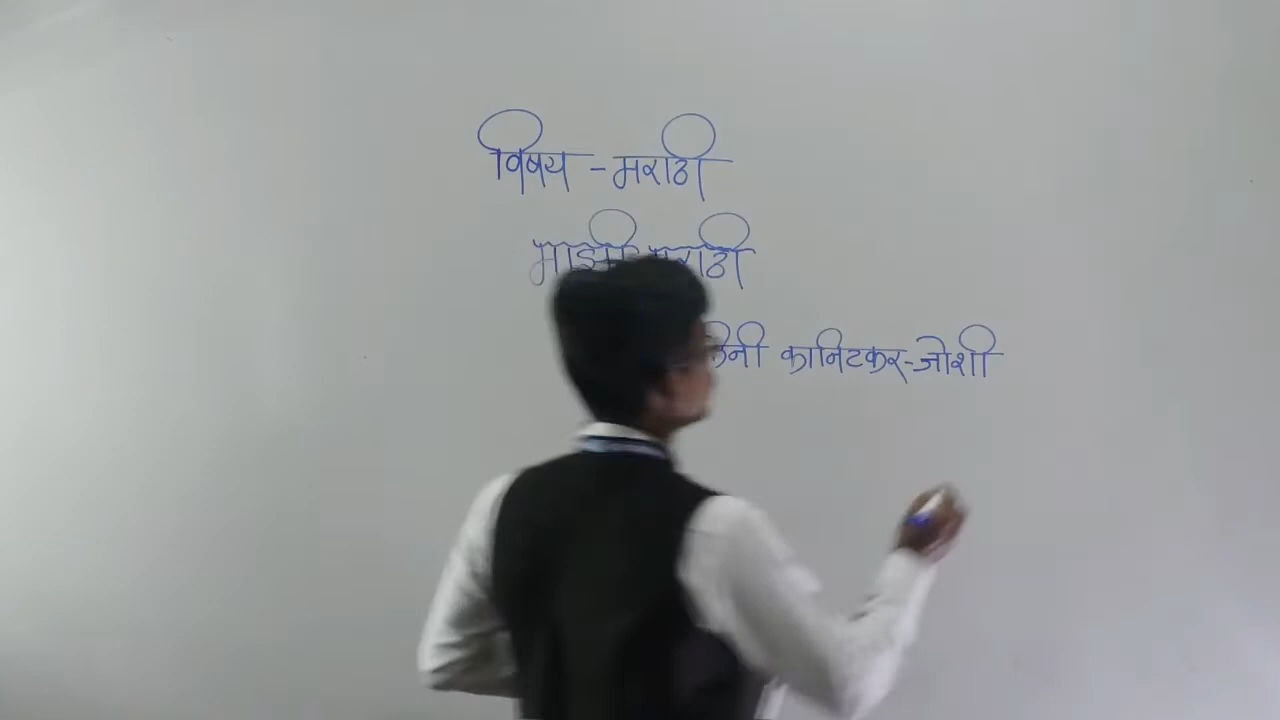 विषय - मराठी
माझी मराठी
कानिटकर-जोशी